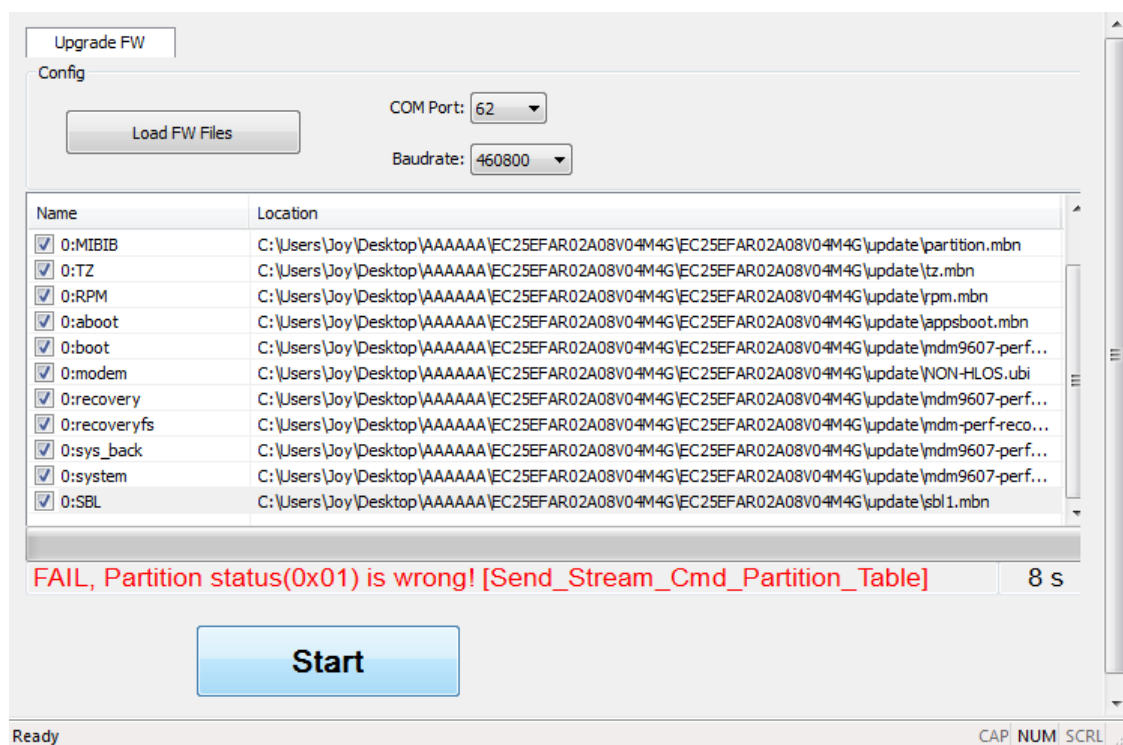 Upgrade FW
Config
Load FW Files
COM Port: 62
Baudrate: 460800
Name Location
0:MIBIB C:\Users\Joy\Desktop\AAAAAA\EC25EFAR02A08V04M4G\EC25EFAR02A08V04M4G\update\partition.mbn
0:TZ C:\Users\Joy\Desktop\AAAAAA\EC25EFAR02A08V04M4G\EC25EFAR02A08V04M4G\update\tz.mbn
0:RPM C:\Users\Joy\Desktop\AAAAAA\EC25EFAR02A08V04M4G\EC25EFAR02A08V04M4G\update\rpm.mbn
0:aboot C:\Users\Joy\Desktop\AAAAAA\EC25EFAR02A08V04M4G\EC25EFAR02A08V04M4G\update\appsboot.mbn
0:boot C:\Users\Joy\Desktop\AAAAAA\EC25EFAR02A08V04M4G\EC25EFAR02A08V04M4G\update\mdm9607-perf...
0:modem C:\Users\Joy\Desktop\AAAAAA\EC25EFAR02A08V04M4G\EC25EFAR02A08V04M4G\update\NON-HLOS.ubi
0:recovery C:\Users\Joy\Desktop\AAAAAA\EC25EFAR02A08V04M4G\EC25EFAR02A08V04M4G\update\mdm9607-perf...
0:recoveryfs C:\Users\Joy\Desktop\AAAAAA\EC25EFAR02A08V04M4G\EC25EFAR02A08V04M4G\update\mdm-perf-reco...
0:sys_back C:\Users\Joy\Desktop\AAAAAA\EC25EFAR02A08V04M4G\EC25EFAR02A08V04M4G\update\mdm9607-perf...
0:system C:\Users\Joy\Desktop\AAAAAA\EC25EFAR02A08V04M4G\EC25EFAR02A08V04M4G\update\mdm9607-perf...
0:SBL C:\Users\Joy\Desktop\AAAAAA\EC25EFAR02A08V04M4G\EC25EFAR02A08V04M4G\update\sbl1.mbn
FAIL, Partition status(0x01) is wrong! [Send_Stream_Cmd_Partition_Table] 8 s
Start
Ready CAP NUM SCRL